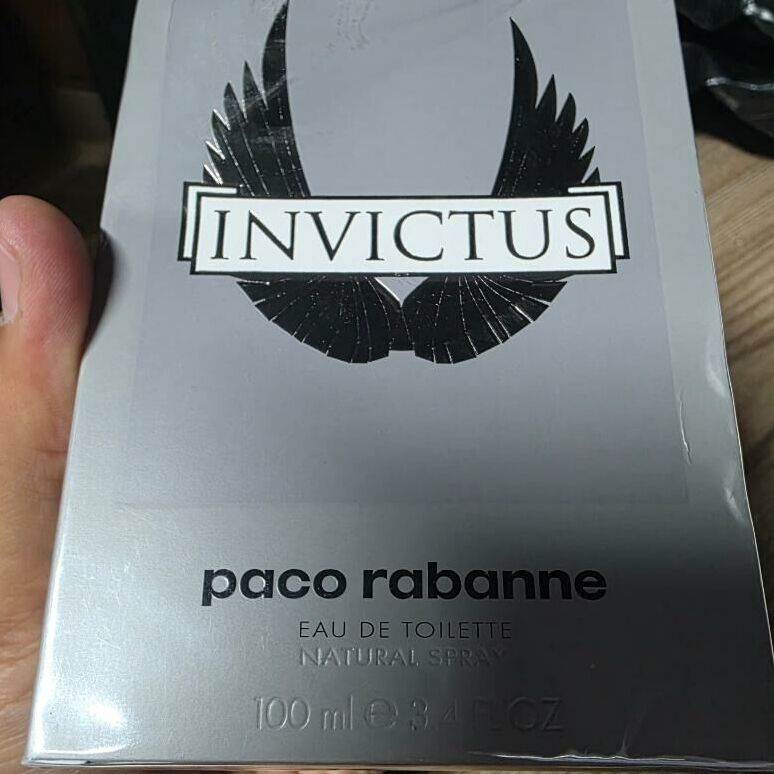 INVICTUS
paco rabanne
EAU DE TOILETTE
NATURAL SPRAY
100 ml ℮ 3.4 FL OZ